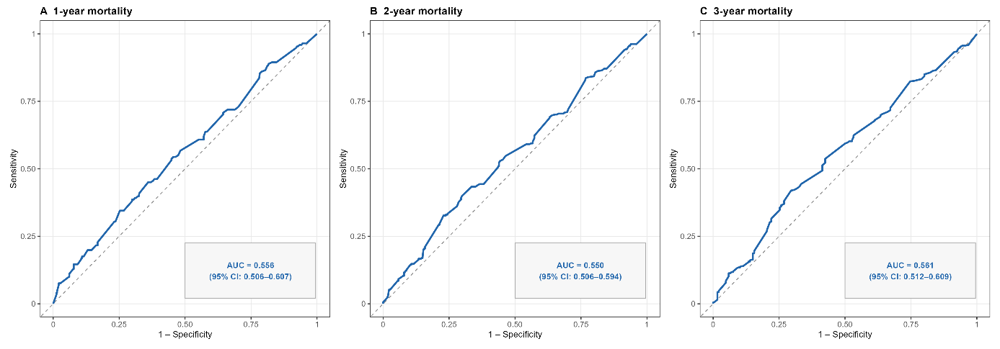 A 1-year mortality
1
0.75
0.50
0.25
0
Sensitivity
AUC = 0.556
(95% CI: 0.506–0.607)
0 0.25 0.50 0.75 1
1 – Specificity
B 2-year mortality
1
0.75
0.50
0.25
0
Sensitivity
AUC = 0.550
(95% CI: 0.506–0.594)
0 0.25 0.50 0.75 1
1 – Specificity
C 3-year mortality
1
0.75
0.50
0.25
0
Sensitivity
AUC = 0.561
(95% CI: 0.512–0.609)
0 0.25 0.50 0.75 1
1 – Specificity